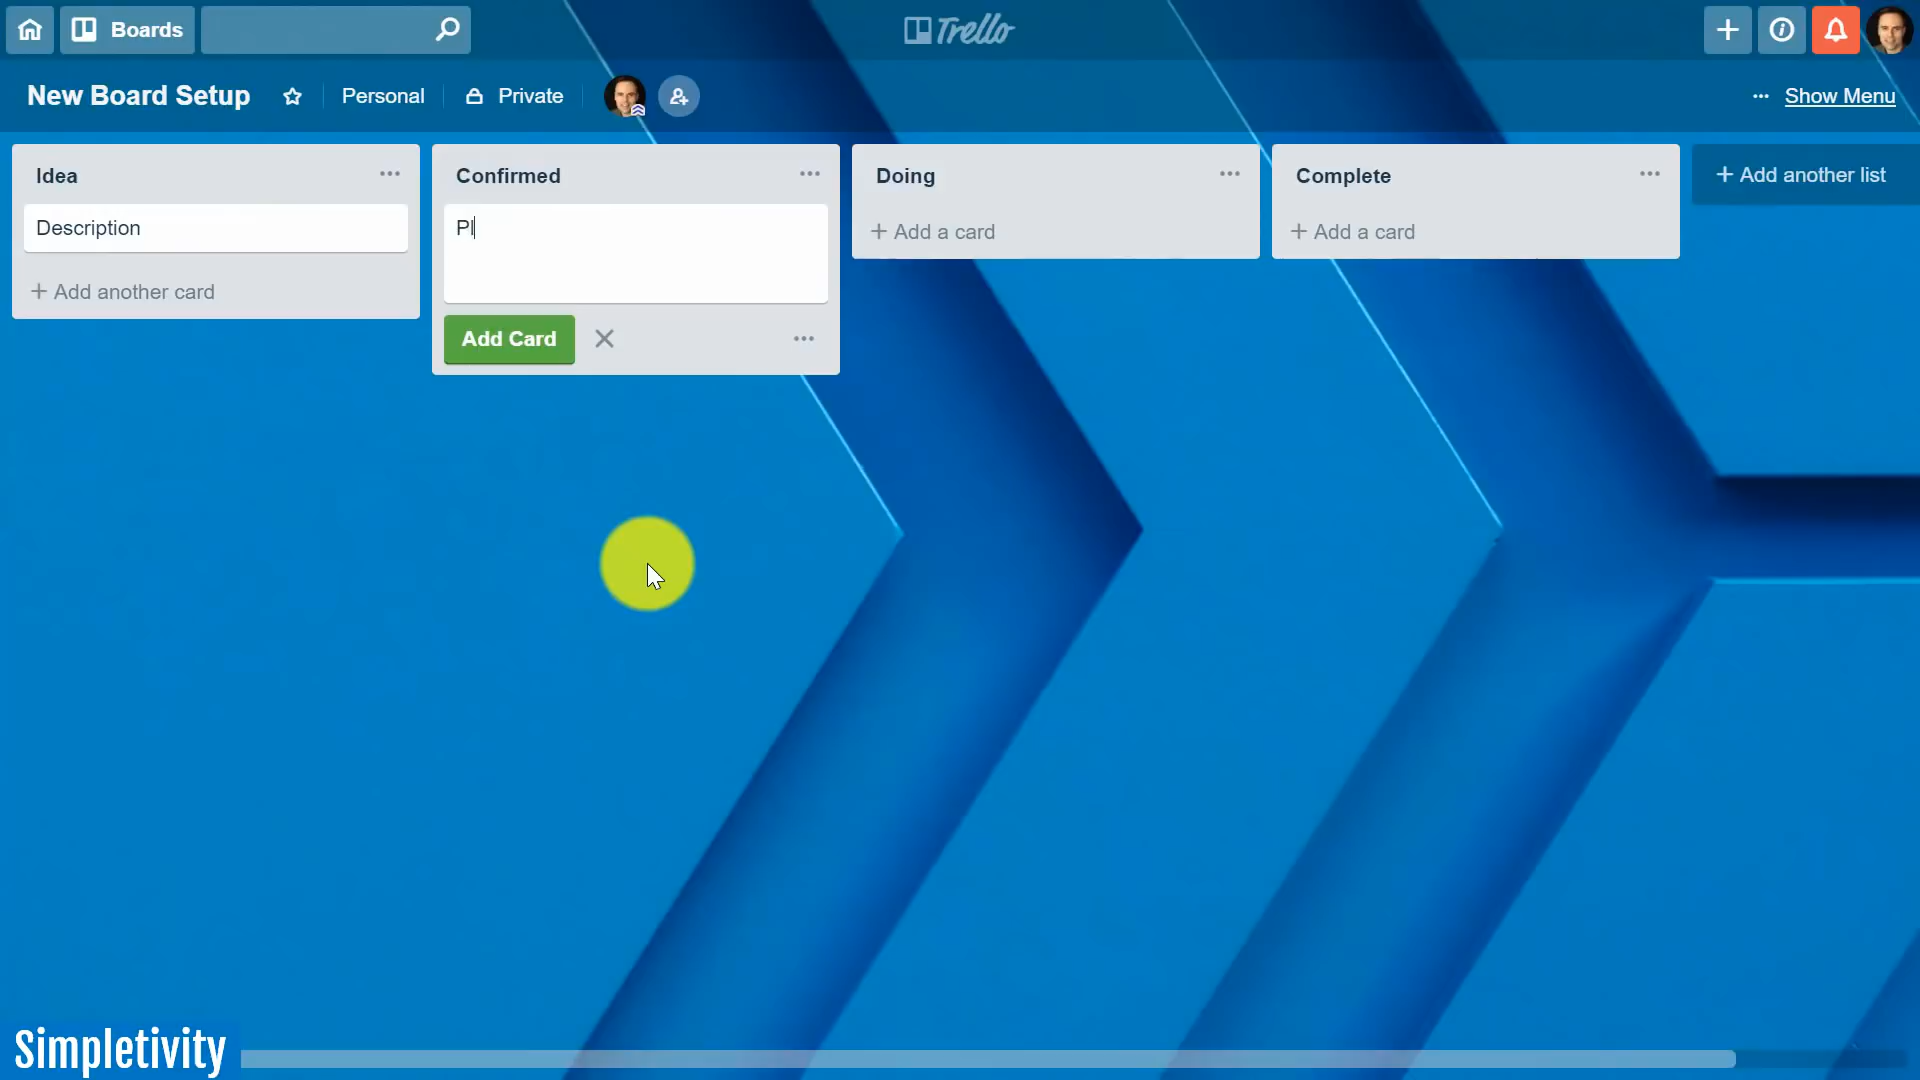 Boards
Trello
New Board Setup
Personal
Private
Show Menu
Idea
Description
+ Add another card
Confirmed
Pl
Add Card
Doing
+ Add a card
Complete
+ Add a card
+ Add another list
Simpletivity